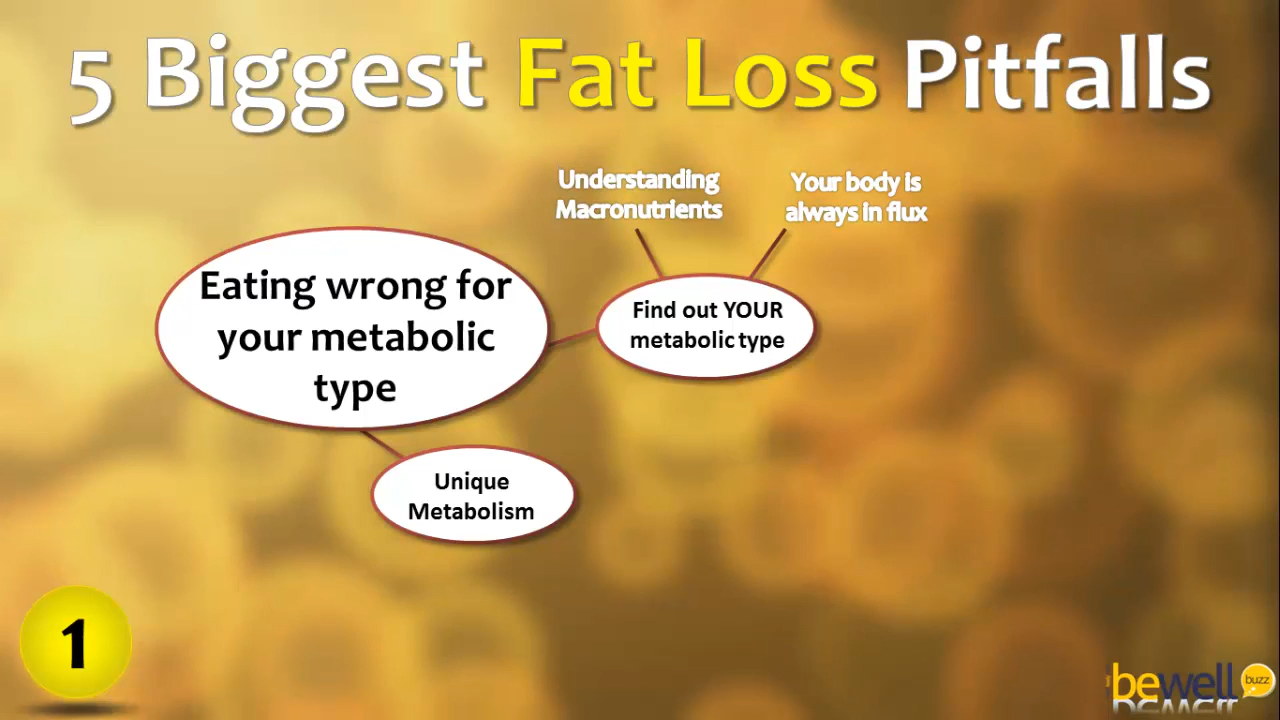 5 Biggest Fat Loss Pitfalls
Understanding
Macronutrients
Your body is
always in flux
Eating wrong for
your metabolic
type
Find out YOUR
metabolic type
Unique
Metabolism
1
bewell buzz